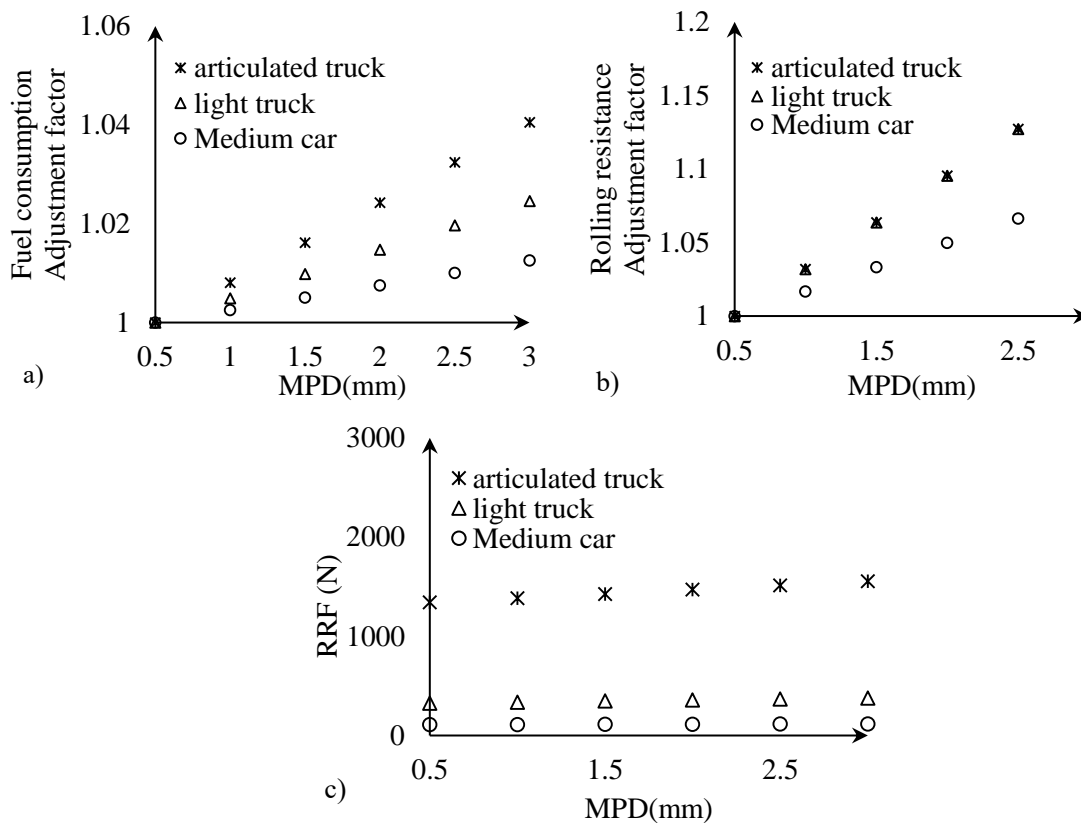 1.06
articulated truck
light truck
Medium car
1.04
1.02
1
Fuel consumption
Adjustment factor
0.5 1 1.5 2 2.5 3
MPD(mm)
a)
1.2
articulated truck
light truck
Medium car
1.15
1.1
1.05
1
Rolling resistance
Adjustment factor
0.5 1.5 2.5
MPD(mm)
b)
3000
articulated truck
light truck
Medium car
2000
1000
0
RRF (N)
0.5 1.5 2.5
MPD(mm)
c)